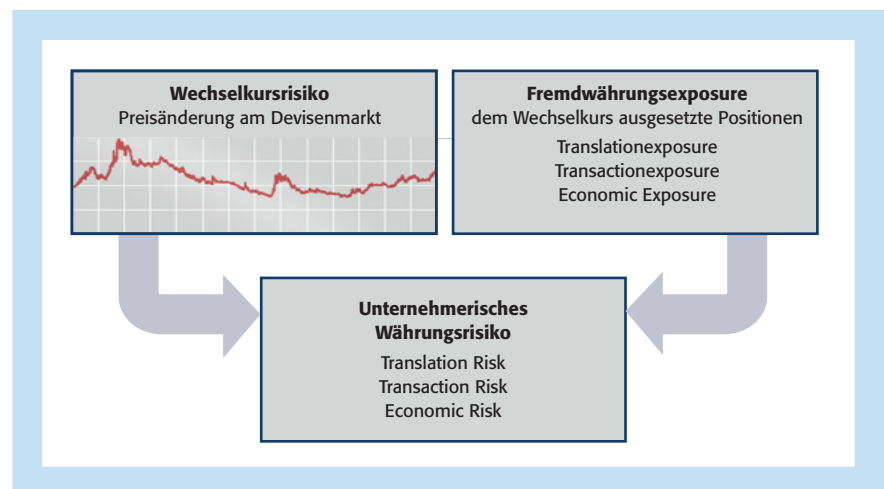 Wechselkursrisiko
Preisänderung am Devisenmarkt
Fremdwährungsexposure
dem Wechselkurs ausgesetzte Positionen
Translationexposure
Transactionexposure
Economic Exposure
Unternehmerisches
Währungsrisiko
Translation Risk
Transaction Risk
Economic Risk